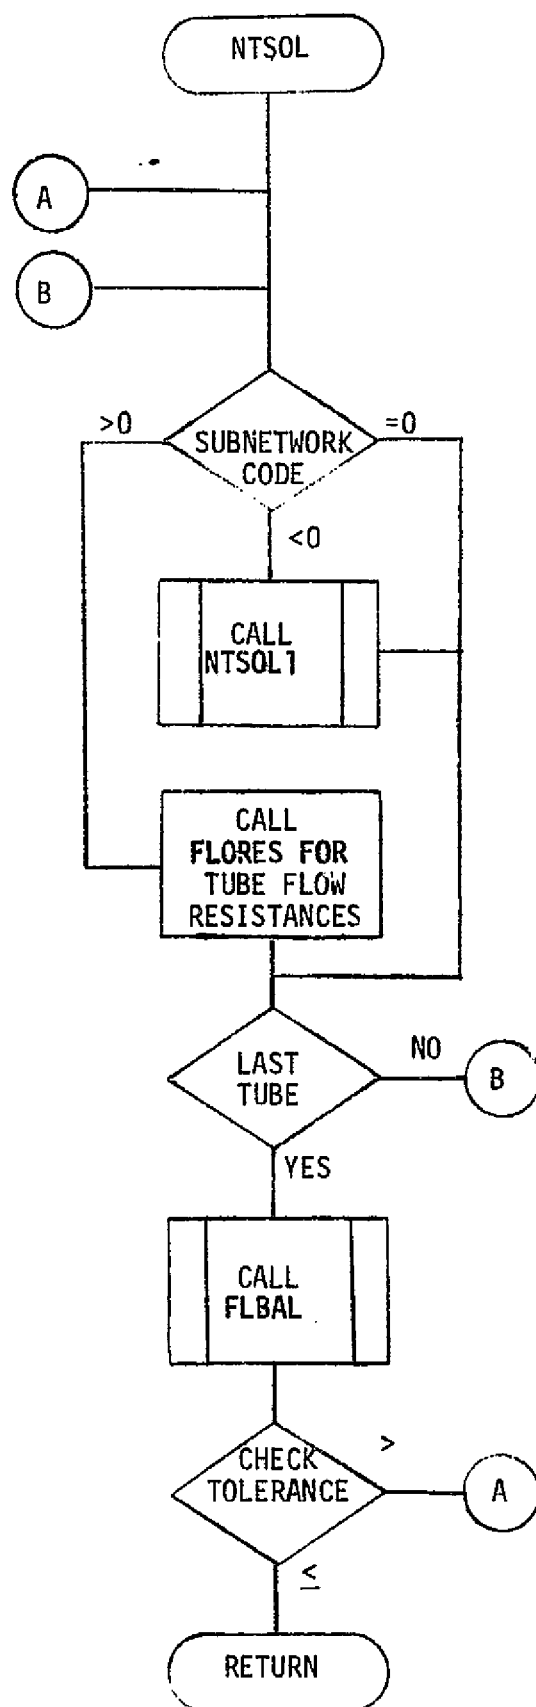 NTSOL
A
B
>0
=0
SUBNETWORK
CODE
<0
CALL
NTSOL1
CALL
FLORES FOR
TUBE FLOW
RESISTANCES
LAST
TUBE
NO
B
YES
CALL
FLBAL
CHECK
TOLERANCE
>
A
≤
RETURN